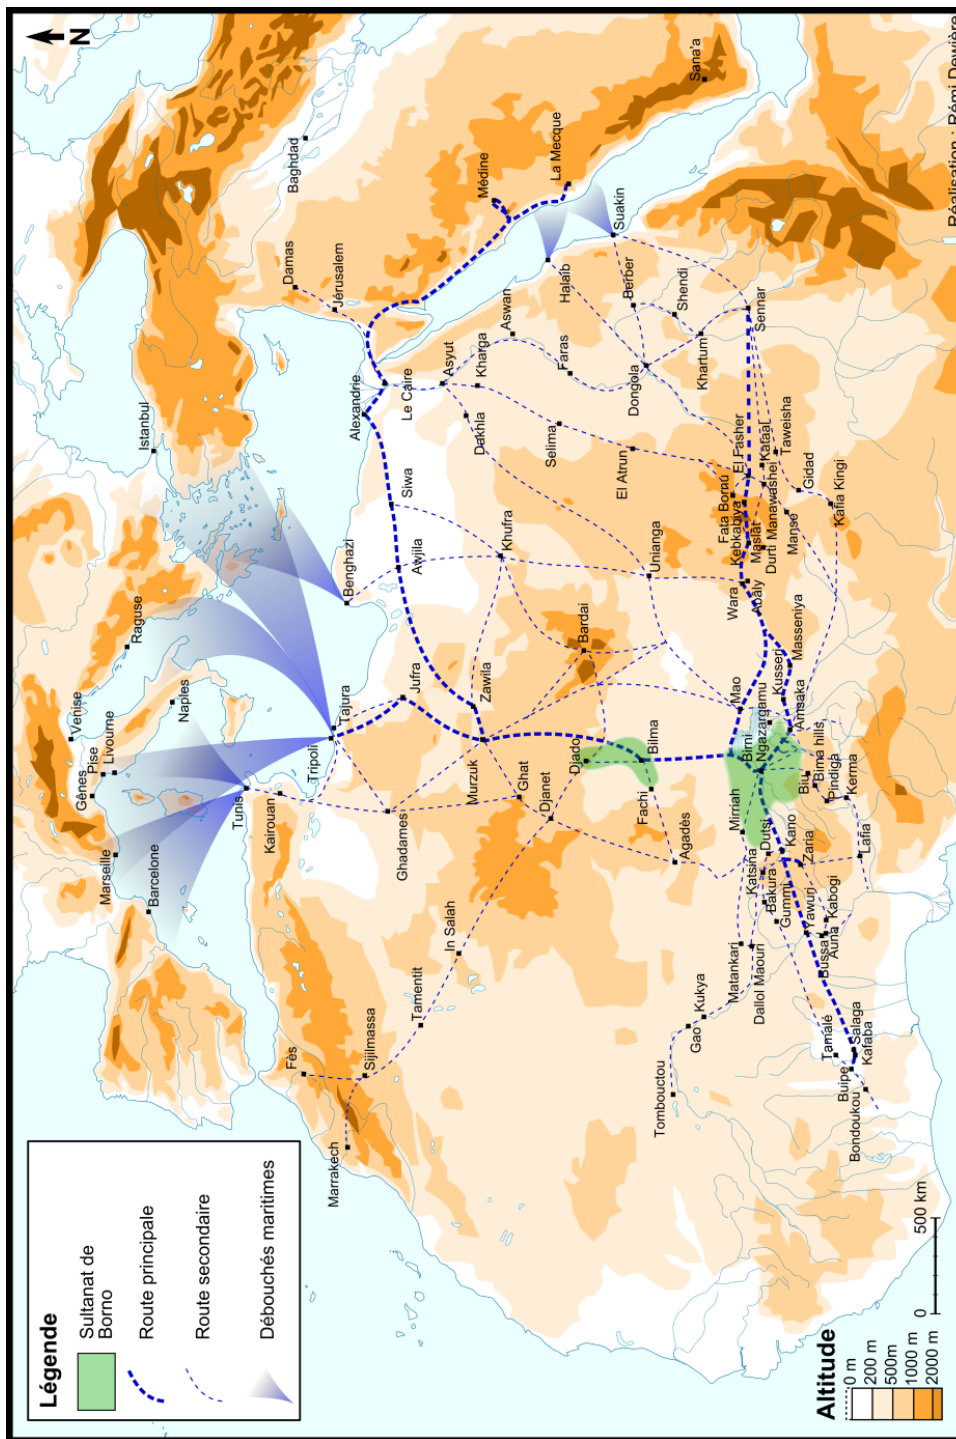 Légende
Sultanat de
Borno
Route principale
Route secondaire
Débouchés maritimes
N
Gênes
Pise
Livourne
Venise
Raguse
Naples
Istanbul
Marseille
Barcelone
Tunis
Kairouan
Tripoli
Tajura
Benghazi
Alexandrie
Le Caire
Jérusalem
Damas
Baghdad
Fès
Marrakech
Sijilmassa
Tamentit
In Salah
Ghadames
Jufra
Awjila
Siwa
Asyut
Kharga
Dakhla
Aswan
Médine
La Mecque
Murzuk
Zawila
Ghat
Djanet
Khufra
Selima
Faras
Halaib
Suakin
Bardai
Djado
Bilma
Fachi
Agadès
Unianga
El Atrun
Dongola
Berber
Shendi
Khartum
Sennar
Sana'a
Tombouctou
Gao
Kukya
Matankari
Dallol Maouri
Mirriah
Dutsi
Katsina
Bakura
Gummi
Kano
Zaria
Yawuri
Bussa
Auna
Kabogi
Birni
Ngazargamu
Mao
Kusseri
Amsaka
Masseniya
Biu
Bima hills
Pindiga
Kerma
Lafia
Wara
Abaly
Fata Bornu
Kebkabiya
Maslat
Durti
Manawashei
El Fasher
Kataal
Taweisha
Manse
Gidad
Kafia Kingi
Tamalé
Salaga
Kafaba
Buipe
Bondoukou
Altitude
0 m
200 m
500m
1000 m
2000 m
0
500 km
Réalisation : Rémi Dewière